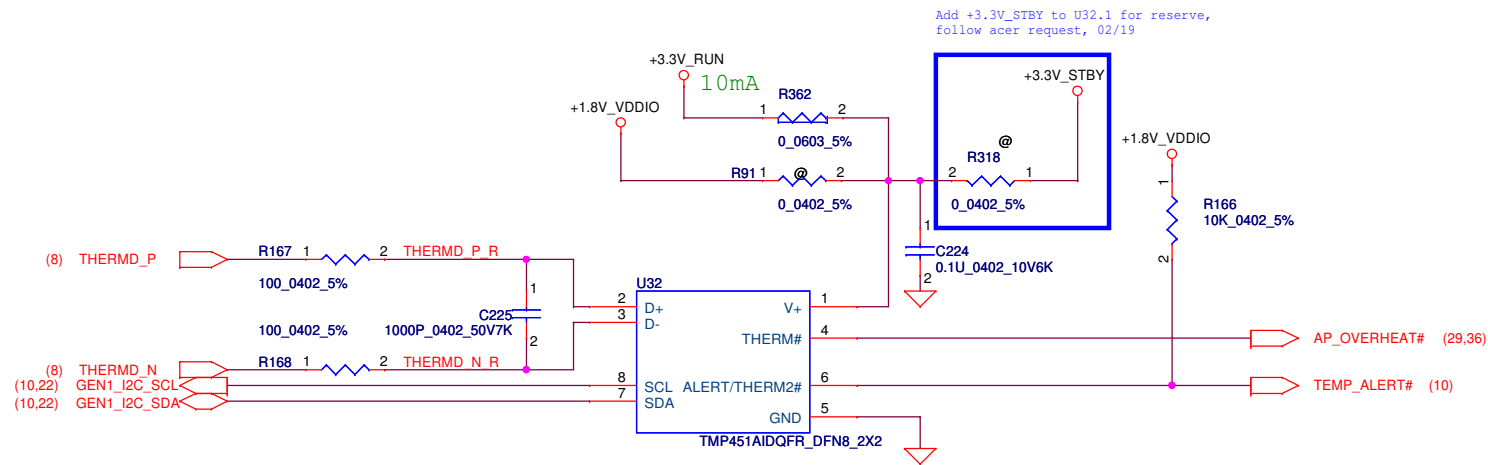 Add +3.3V_STBY to U32.1 for reserve,
follow acer request, 02/19
+3.3V_RUN
10mA
+3.3V_STBY
R362
1 2
0_0603_5%
+1.8V_VDDIO
R91 1 @ 2
0_0402_5%
@
R318
2 1
0_0402_5%
+1.8V_VDDIO
1
R166
10K_0402_5%
2
1
C224
0.1U_0402_10V6K
2
(8) THERMD_P
R167 1 2 THERMD_P_R
100_0402_5%
1
C225
1000P_0402_50V7K
2
100_0402_5%
(8) THERMD_N
R168 1 2 THERMD_N_R
(10,22) GEN1_I2C_SCL
(10,22) GEN1_I2C_SDA
U32
2 D+
3 D-
8 SCL
7 SDA
V+ 1
THERM# 4
ALERT/THERM2# 6
GND 5
TMP451AIDQFR_DFN8_2X2
AP_OVERHEAT# (29,36)
TEMP_ALERT# (10)